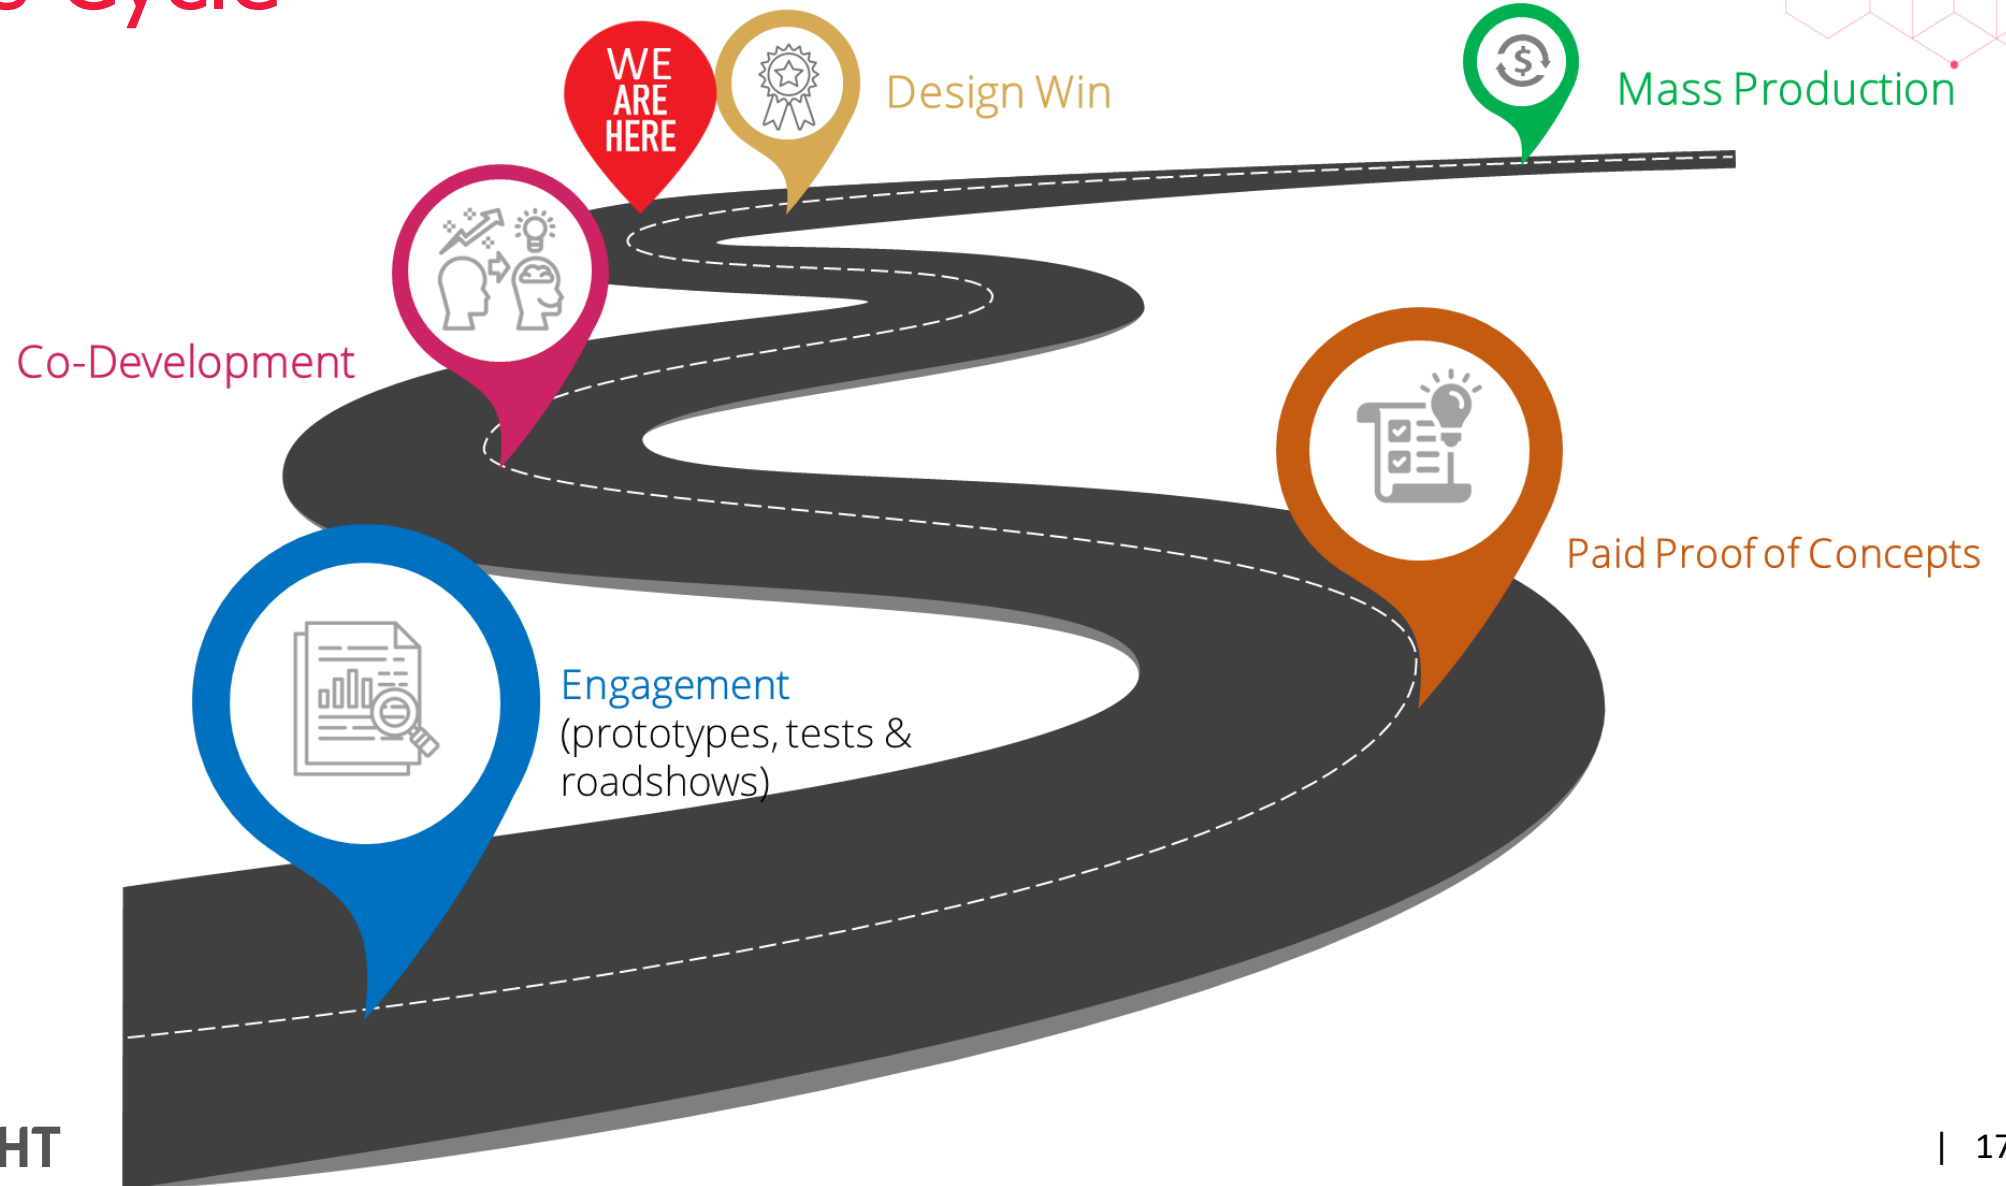 Cycle
WE
ARE
HERE
Design Win
Mass Production
Co-Development
Paid Proof of Concepts
Engagement
(prototypes, tests &
roadshows)
HT
| 17